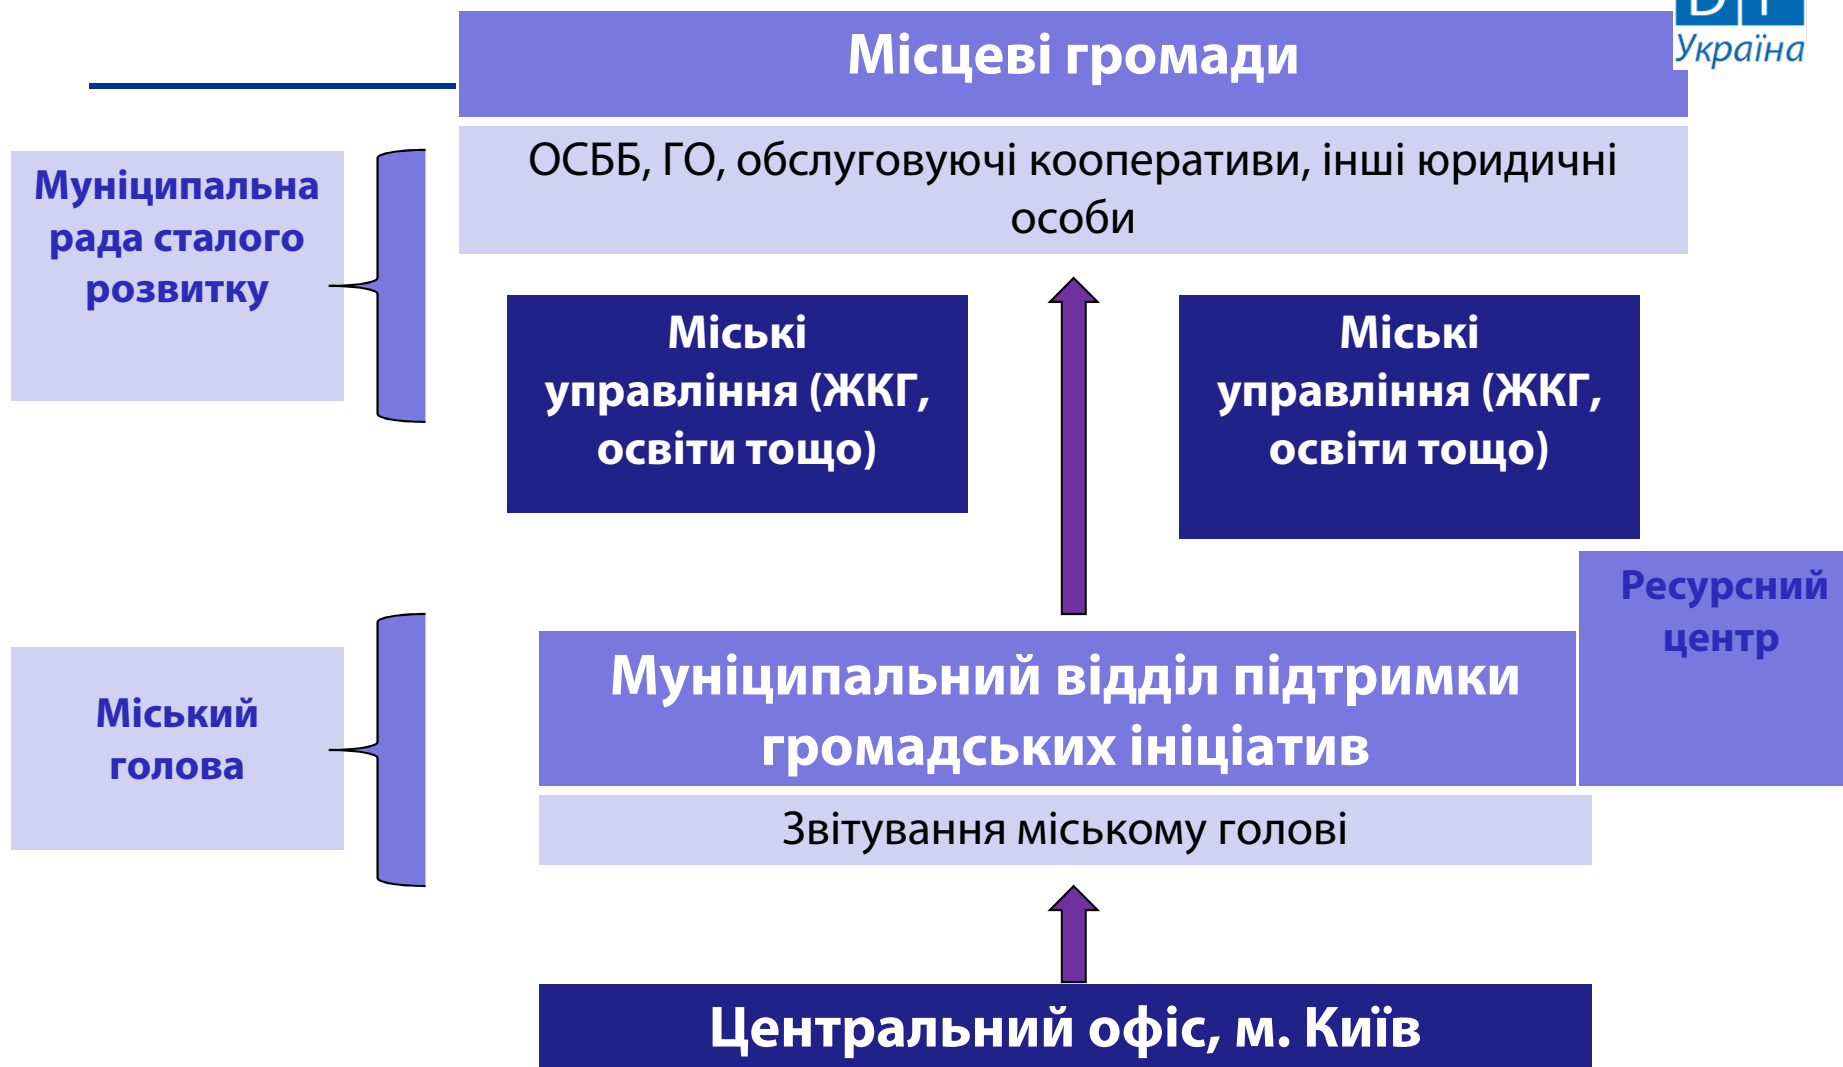 Україна
Місцеві громади
ОСББ, ГО, обслуговуючі кооперативи, інші юридичні
особи
Муніципальна
рада сталого
розвитку
Міські
управління (ЖКГ,
освіти тощо)
Міські
управління (ЖКГ,
освіти тощо)
Ресурсний
центр
Муніципальний відділ підтримки
громадських ініціатив
Міський
голова
Звітування міському голові
Центральний офіс, м. Київ